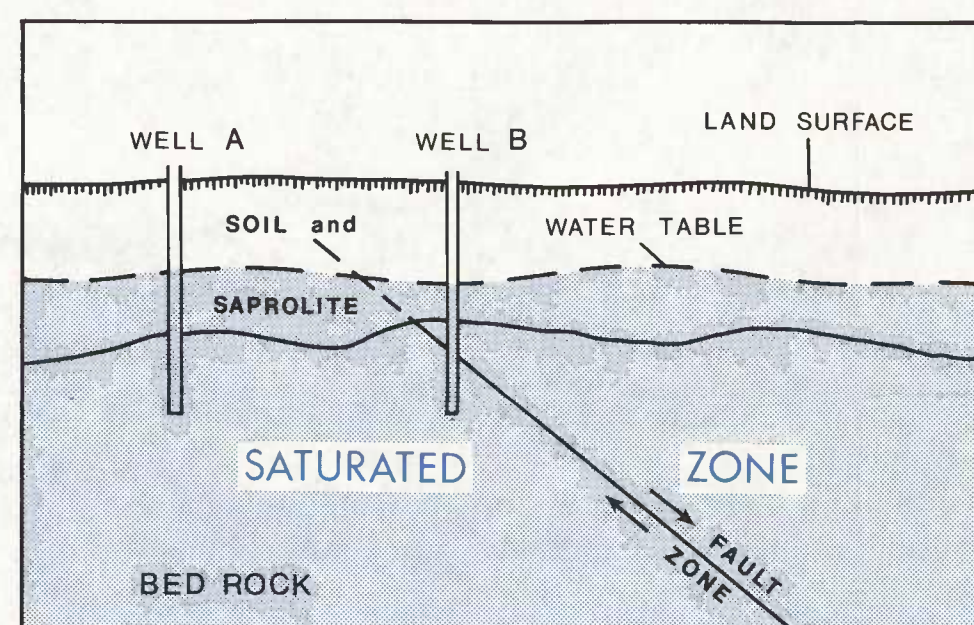 WELL A
WELL B
LAND SURFACE
SOIL and
WATER TABLE
SAPROLITE
SATURATED ZONE
FAULT
ZONE
BED ROCK